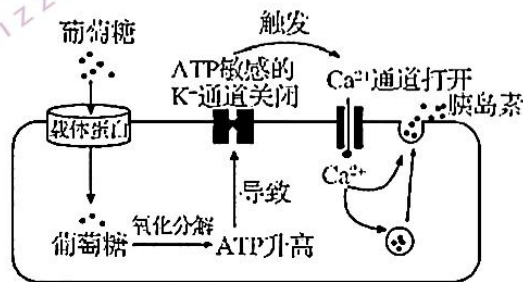 IZZ
葡萄糖
触发
ATP敏感的
K⁺通道关闭
Ca²⁺通道打开
胰岛素
载体蛋白
Ca²⁺
导致
葡萄糖
氧化分解
ATP升高